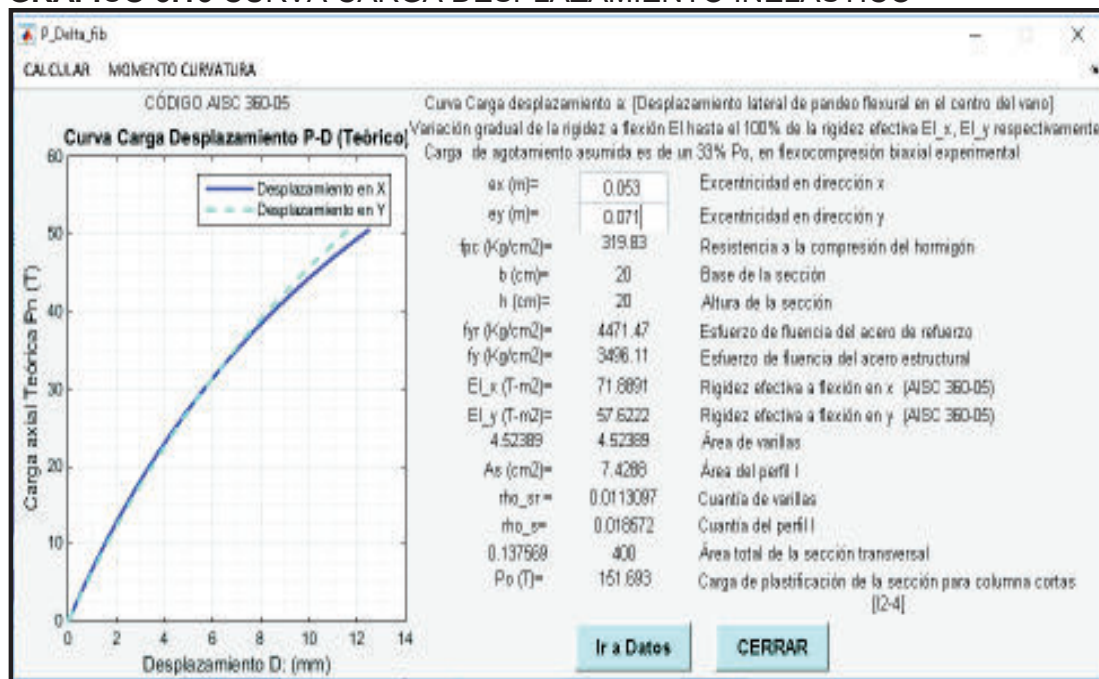 GRÁFICO 3.10 CURVA CARGA DESPLAZAMIENTO INELÁSTICO
P_Delta_fib
CALCULAR MOMENTO CURVATURA
CÓDIGO AISC 360-05
Curva Carga desplazamiento a: [Desplazamiento lateral de pandeo flexural en el centro del vano]
Variación gradual de la rigidez a flexión EI hasta el 100% de la rigidez efectiva EI_x, EI_y respectivamente
Carga de agotamiento asumida es de un 33% Po, en flexocompresión biaxial experimental
Curva Carga Desplazamiento P-D (Teórico)
Desplazamiento en X
Desplazamiento en Y
60
50
40
30
20
10
0
0 2 4 6 8 10 12 14
Carga axial Teórica Pn (T)
Desplazamiento D: (mm)
ex (m)= 0.053 Excentricidad en dirección x
ey (m)= 0.071 Excentricidad en dirección y
fpc (Kg/cm2)= 319.83 Resistencia a la compresión del hormigón
b (cm)= 20 Base de la sección
h (cm)= 20 Altura de la sección
fyr (Kg/cm2)= 4471.47 Esfuerzo de fluencia del acero de refuerzo
fy (Kg/cm2)= 3496.11 Esfuerzo de fluencia del acero estructural
EI_x (T-m2)= 71.8891 Rigidez efectiva a flexión en x (AISC 360-05)
EI_y (T-m2)= 57.6222 Rigidez efectiva a flexión en y (AISC 360-05)
4.52389 4.52389 Área de varillas
As (cm2)= 7.4288 Área del perfil I
rho_sr= 0.0113097 Cuantía de varillas
rho_s= 0.018572 Cuantía del perfil I
0.137569 400 Área total de la sección transversal
Po (T)= 151.693 Carga de plastificación de la sección para columna cortas
[I2-4]
Ir a Datos CERRAR